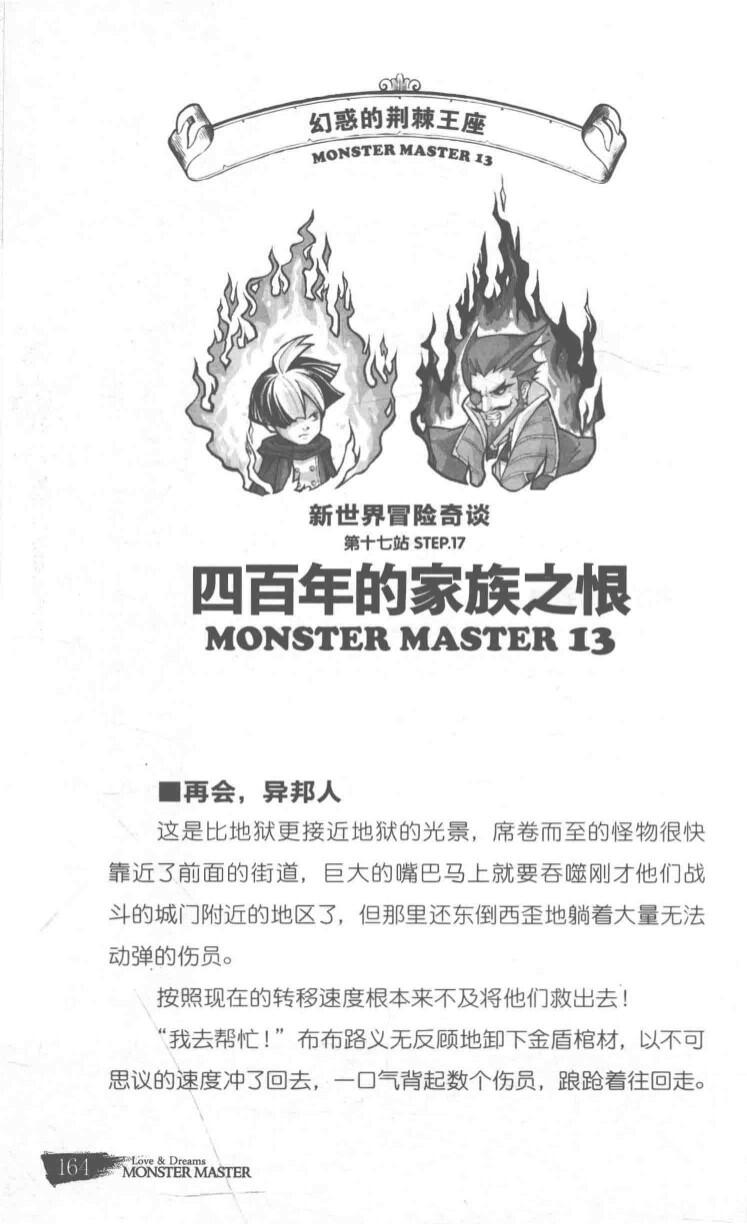 幻惑的荆棘王座
MONSTER MASTER 13
新世界冒险奇谈
第十七站 STEP.17
四百年的家族之恨
MONSTER MASTER 13
■再会，异邦人
这是比地狱更接近地狱的光景，席卷而至的怪物很快
靠近了前面的街道，巨大的嘴巴马上就要吞噬刚才他们战
斗的城门附近的地区了，但那里还东倒西歪地躺着大量无法
动弹的伤员。
按照现在的转移速度根本来不及将他们救出去！
“我去帮忙！”布布路义无反顾地卸下金盾棺材，以不可
思议的速度冲了回去，一口气背起数个伤员，踉跄着往回走。
164
Love & Dreams
MONSTER MASTER